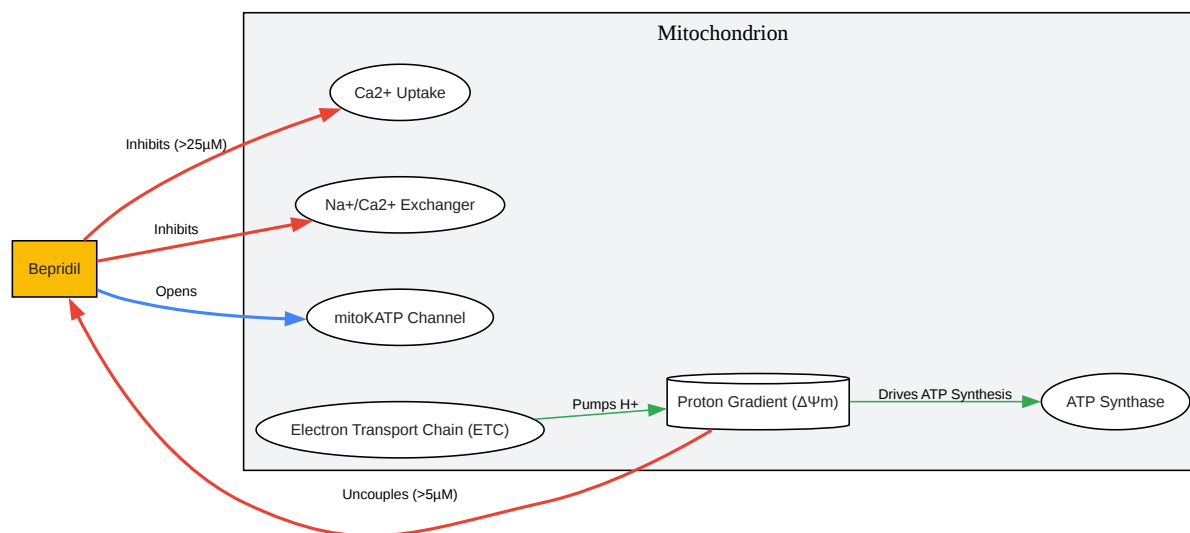 Mitochondrion
Ca2+ Uptake
Inhibits (>25µM)
Na+/Ca2+ Exchanger
Inhibits
Bepridil
Opens
mitoKATP Channel
Pumps H+
Proton Gradient (ΔΨm)
Drives ATP Synthesis
ATP Synthase
Electron Transport Chain (ETC)
Uncouples (>5µM)